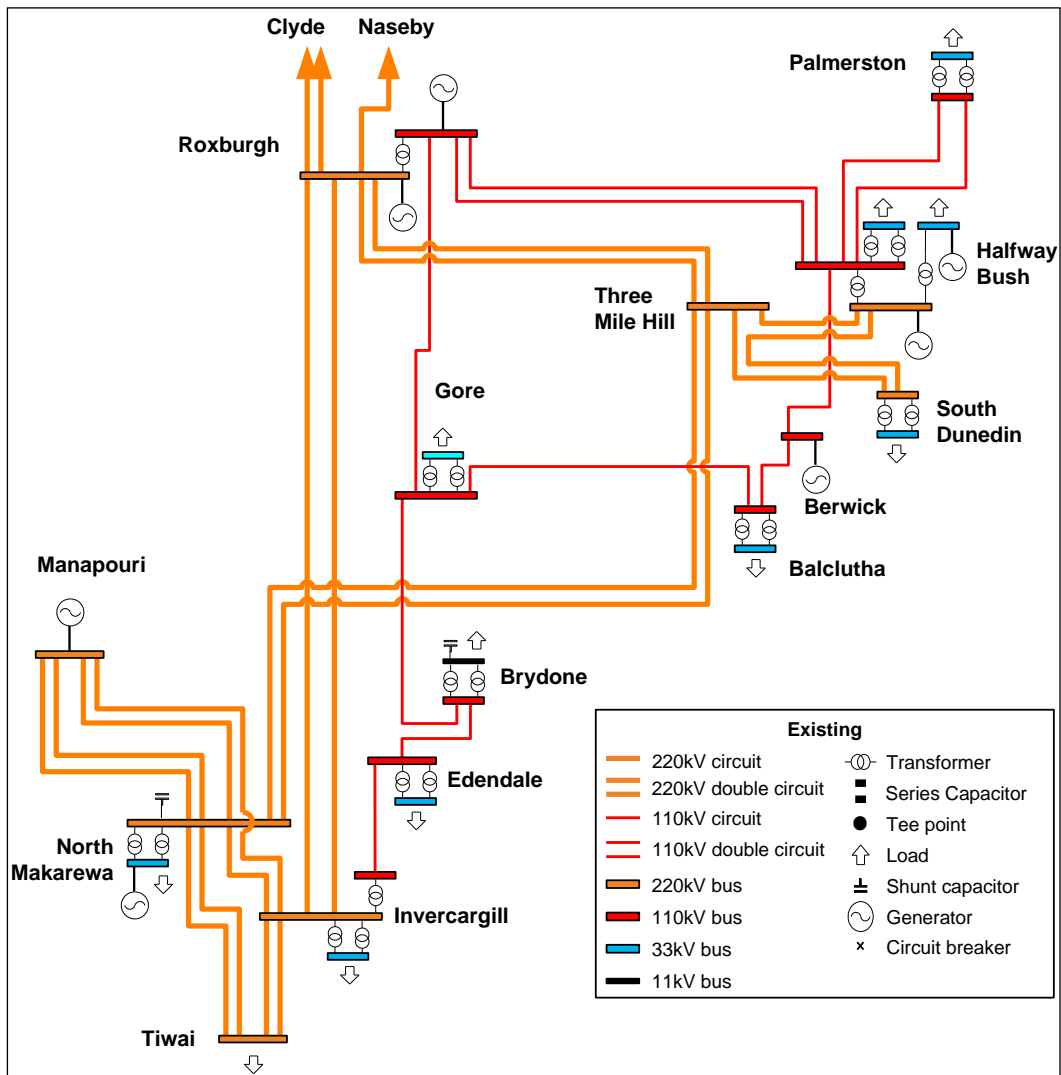 Clyde
Naseby
Palmerston
Roxburgh
Halfway
Bush
Three
Mile Hill
Gore
South
Dunedin
Berwick
Balclutha
Manapouri
Brydone
Edendale
North
Makarewa
Invercargill
Tiwai
Existing
220kV circuit
220kV double circuit
110kV circuit
110kV double circuit
220kV bus
110kV bus
33kV bus
11kV bus
Transformer
Series Capacitor
Tee point
Load
Shunt capacitor
Generator
Circuit breaker